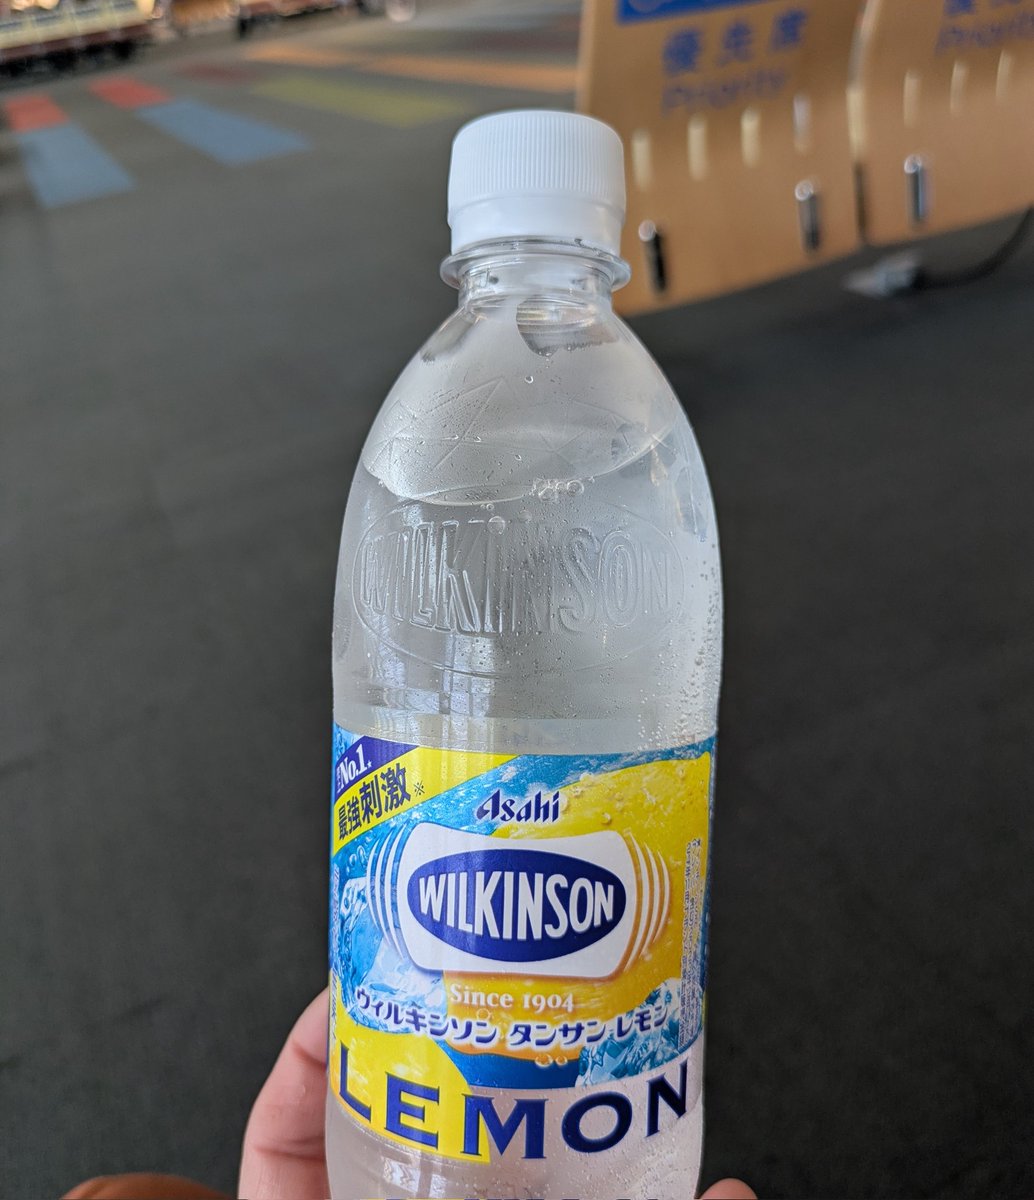 優先席
Priority
Priority
WILKINSON
No.1
最強刺激※
Asahi
WILKINSON
Since 1904
ウィルキンソン タンサン レモン
LEMON